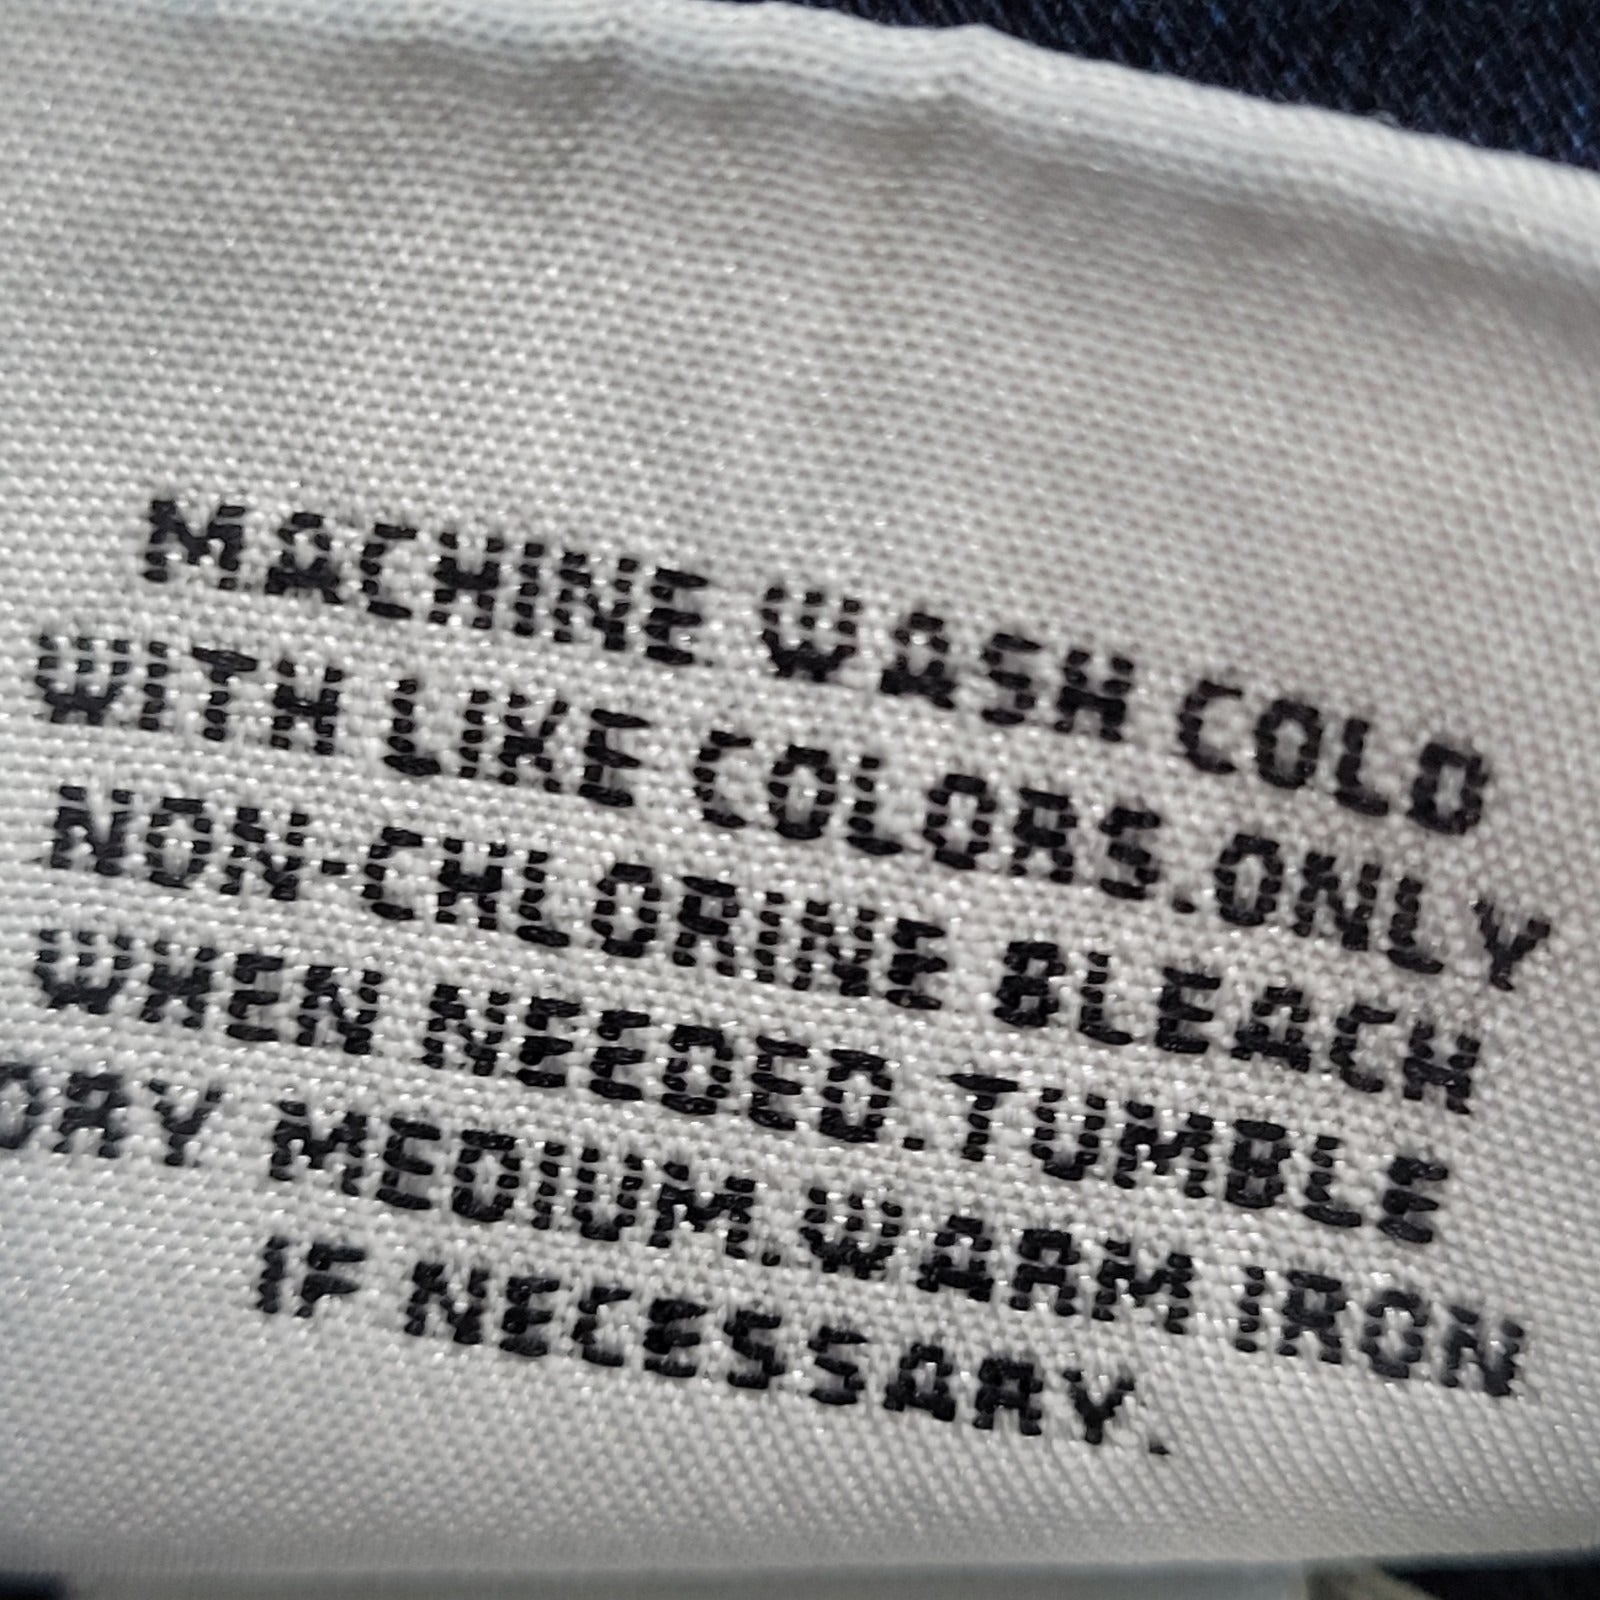 MACHINE WASH COLD
WITH LIKE COLORS.ONLY
NON-CHLORINE BLEACH
WHEN NEEDED.TUMBLE
DRY MEDIUM.WARM IRON
IF NECESSARY.